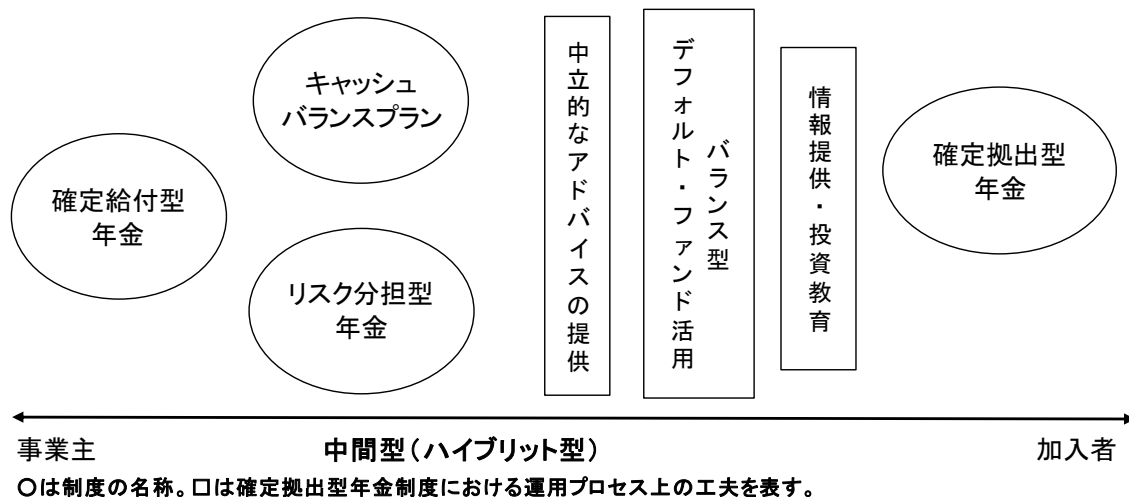 キャッシュ
バランスプラン
確定給付型
年金
リスク分担型
年金
中立的なアドバイスの提供
バランス型
デフォルト・ファンド活用
情報提供・投資教育
確定拠出型
年金
事業主
中間型(ハイブリット型)
加入者
○は制度の名称。□は確定拠出型年金制度における運用プロセス上の工夫を表す。